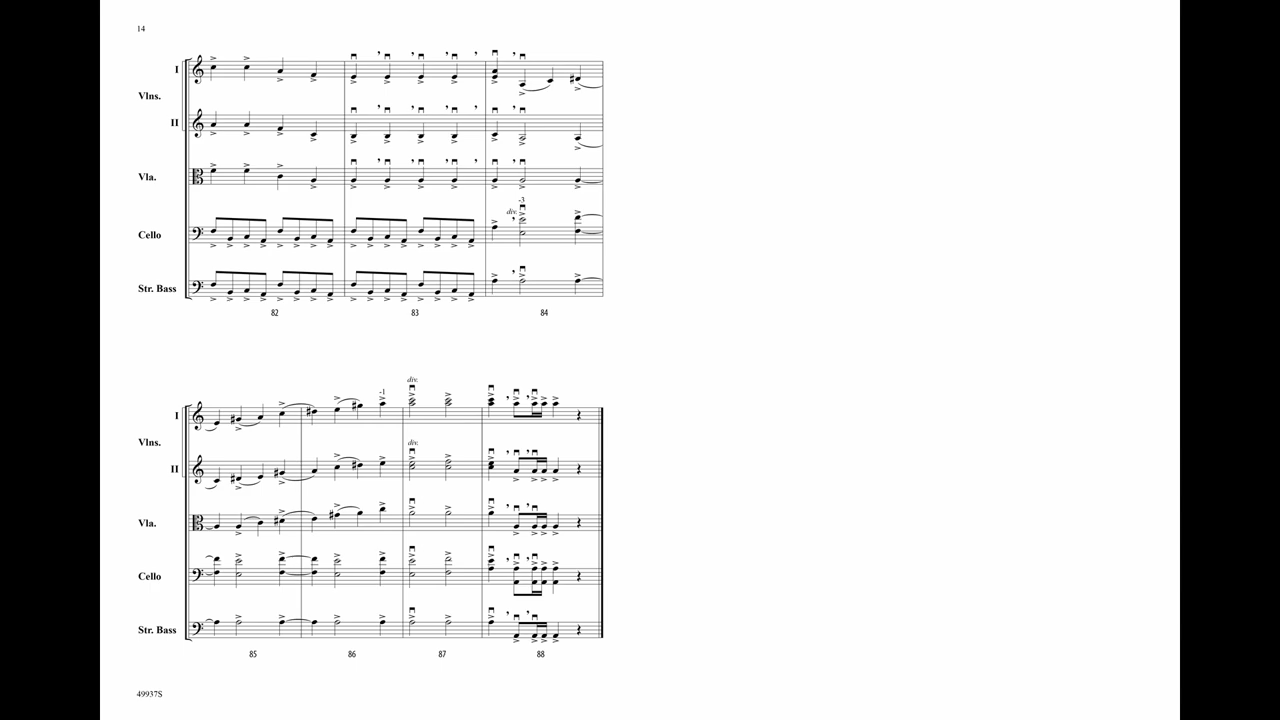 14
I
Vlns.
II
Vla.
-3
div.
Cello
Str. Bass
82 83 84
div.
-1
I
Vlns.
div.
II
Vla.
Cello
Str. Bass
85 86 87 88
49937S